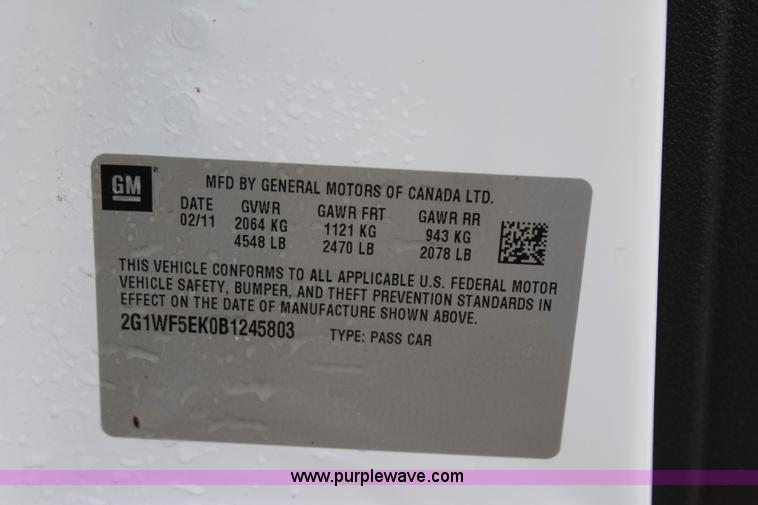 GM
MFD BY GENERAL MOTORS OF CANADA LTD.
DATE GVWR GAWR FRT GAWR RR
02/11 2064 KG 1121 KG 943 KG
4548 LB 2470 LB 2078 LB
THIS VEHICLE CONFORMS TO ALL APPLICABLE U.S. FEDERAL MOTOR
VEHICLE SAFETY, BUMPER, AND THEFT PREVENTION STANDARDS IN
EFFECT ON THE DATE OF MANUFACTURE SHOWN ABOVE.
2G1WF5EK0B1245803 TYPE: PASS CAR
www.purplewave.com